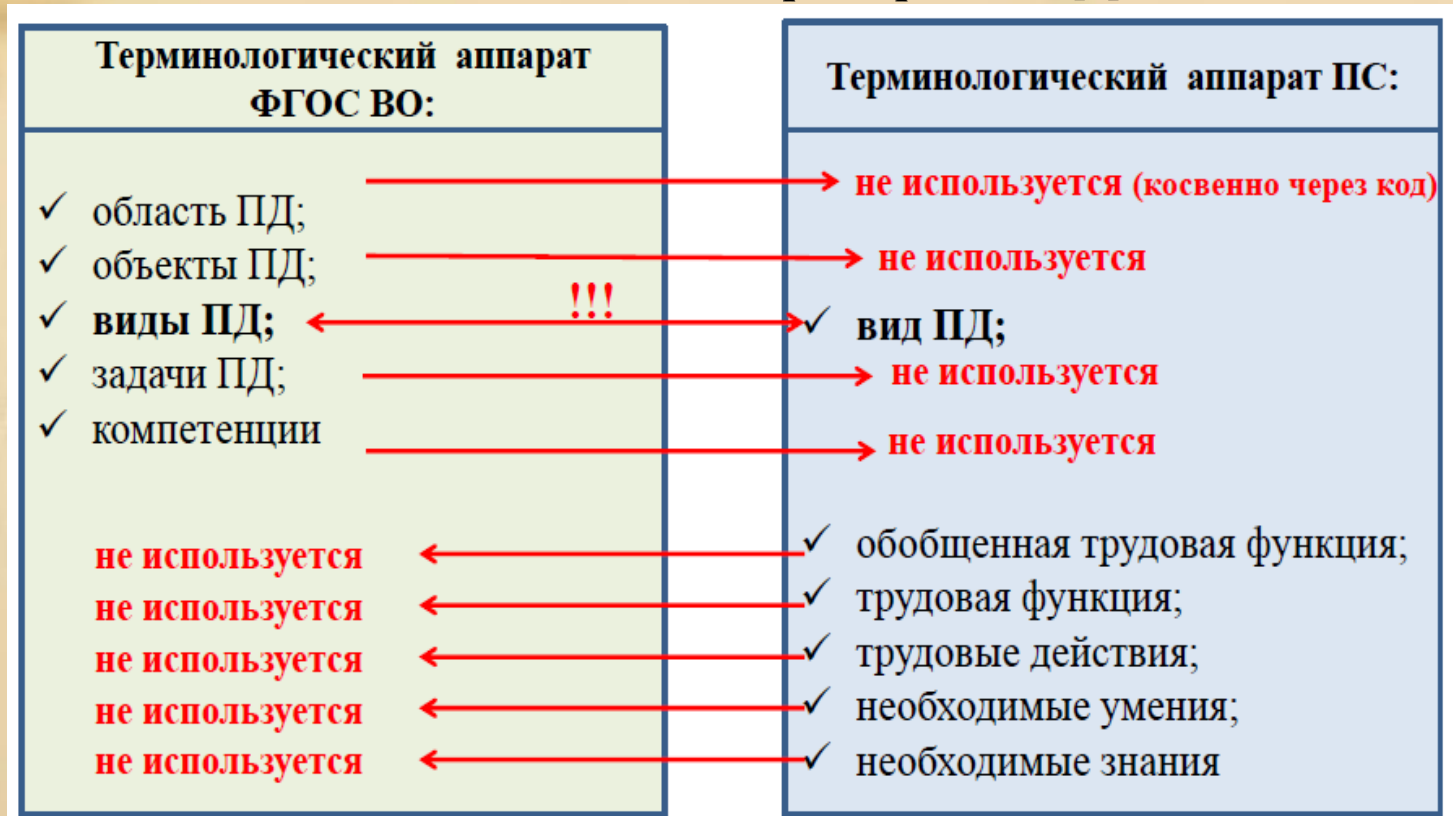 Терминологический аппарат
ФГОС ВО:
✓ область ПД;
✓ объекты ПД;
✓ виды ПД;
✓ задачи ПД;
✓ компетенции
не используется
не используется
не используется
не используется
не используется
!!!
Терминологический аппарат ПС:
не используется (косвенно через код)
не используется
✓ вид ПД;
не используется
не используется
✓ обобщенная трудовая функция;
✓ трудовая функция;
✓ трудовые действия;
✓ необходимые умения;
✓ необходимые знания